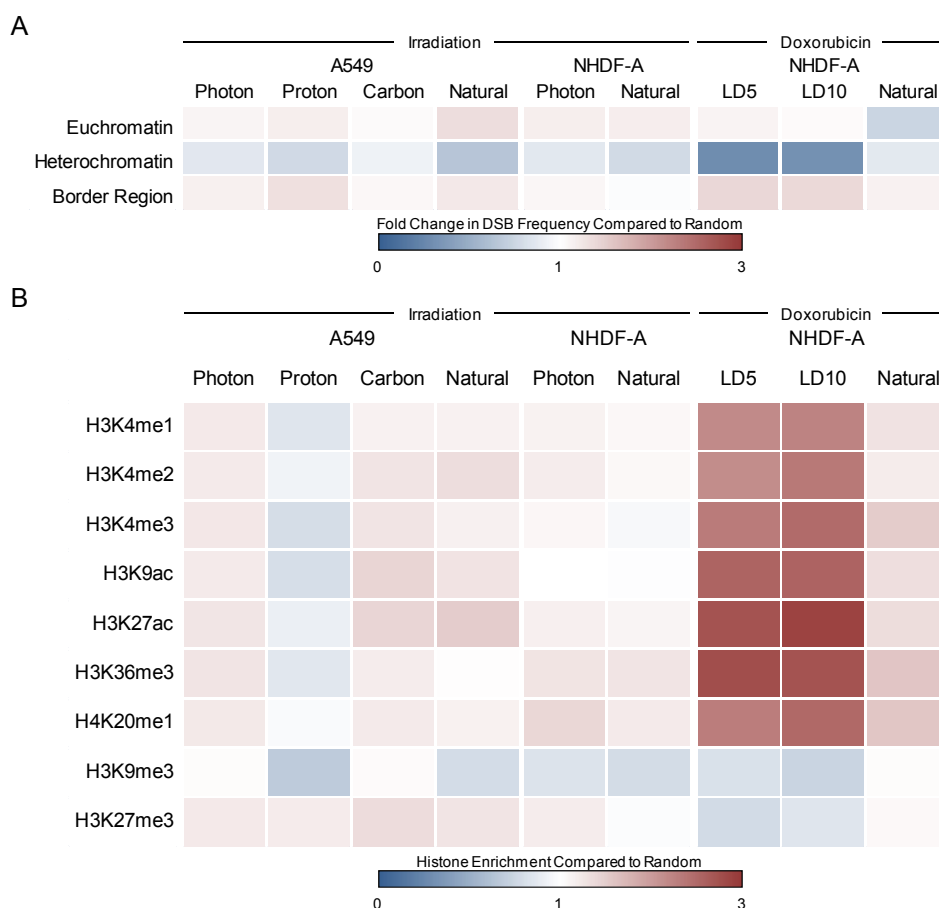 A
Irradiation Doxorubicin
A549 NHDF-A NHDF-A
Photon Proton Carbon Natural Photon Natural LD5 LD10 Natural
Euchromatin
Heterochromatin
Border Region
Fold Change in DSB Frequency Compared to Random
0 1 3
B
Irradiation Doxorubicin
A549 NHDF-A NHDF-A
Photon Proton Carbon Natural Photon Natural LD5 LD10 Natural
H3K4me1
H3K4me2
H3K4me3
H3K9ac
H3K27ac
H3K36me3
H4K20me1
H3K9me3
H3K27me3
Histone Enrichment Compared to Random
0 1 3